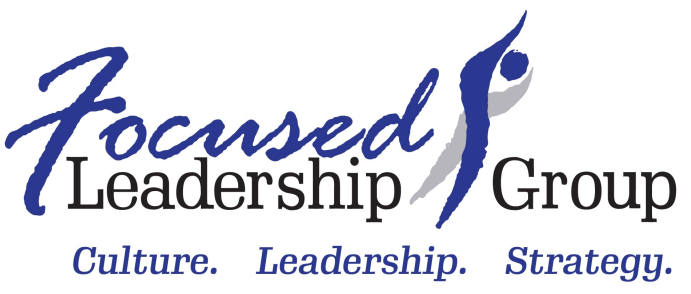 Focused
Leadership Group
Culture. Leadership. Strategy.